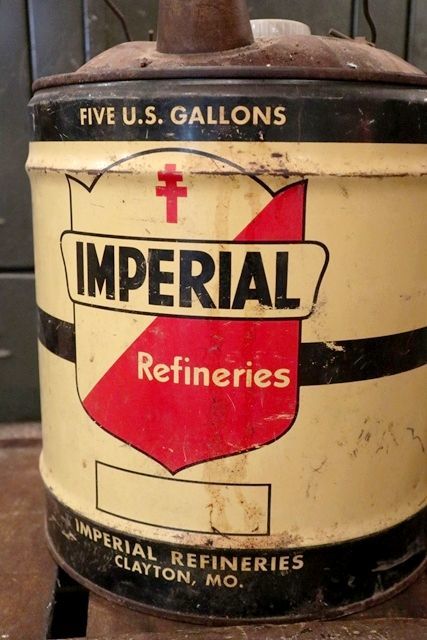 FIVE U.S. GALLONS
IMPERIAL
Refineries
IMPERIAL REFINERIES
CLAYTON, MO.